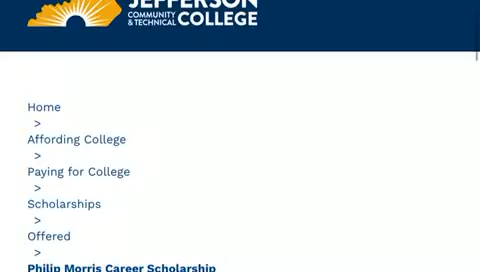 JEFFERSON
COMMUNITY
& TECHNICAL
COLLEGE
Home
>
Affording College
>
Paying for College
>
Scholarships
>
Offered
>
Philip Morris Career Scholarship